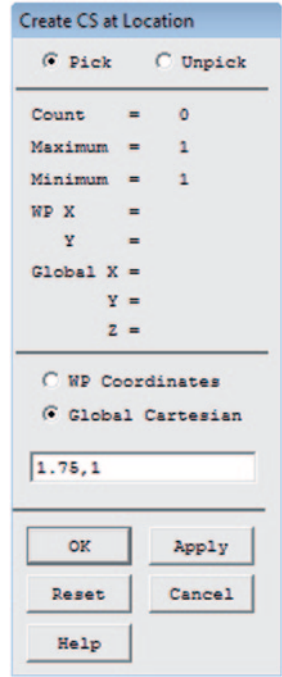 Create CS at Location
Pick Unpick
Count = 0
Maximum = 1
Minimum = 1
WP X =
Y =
Global X =
Y =
Z =
WP Coordinates
Global Cartesian
1.75,1
OK Apply
Reset Cancel
Help